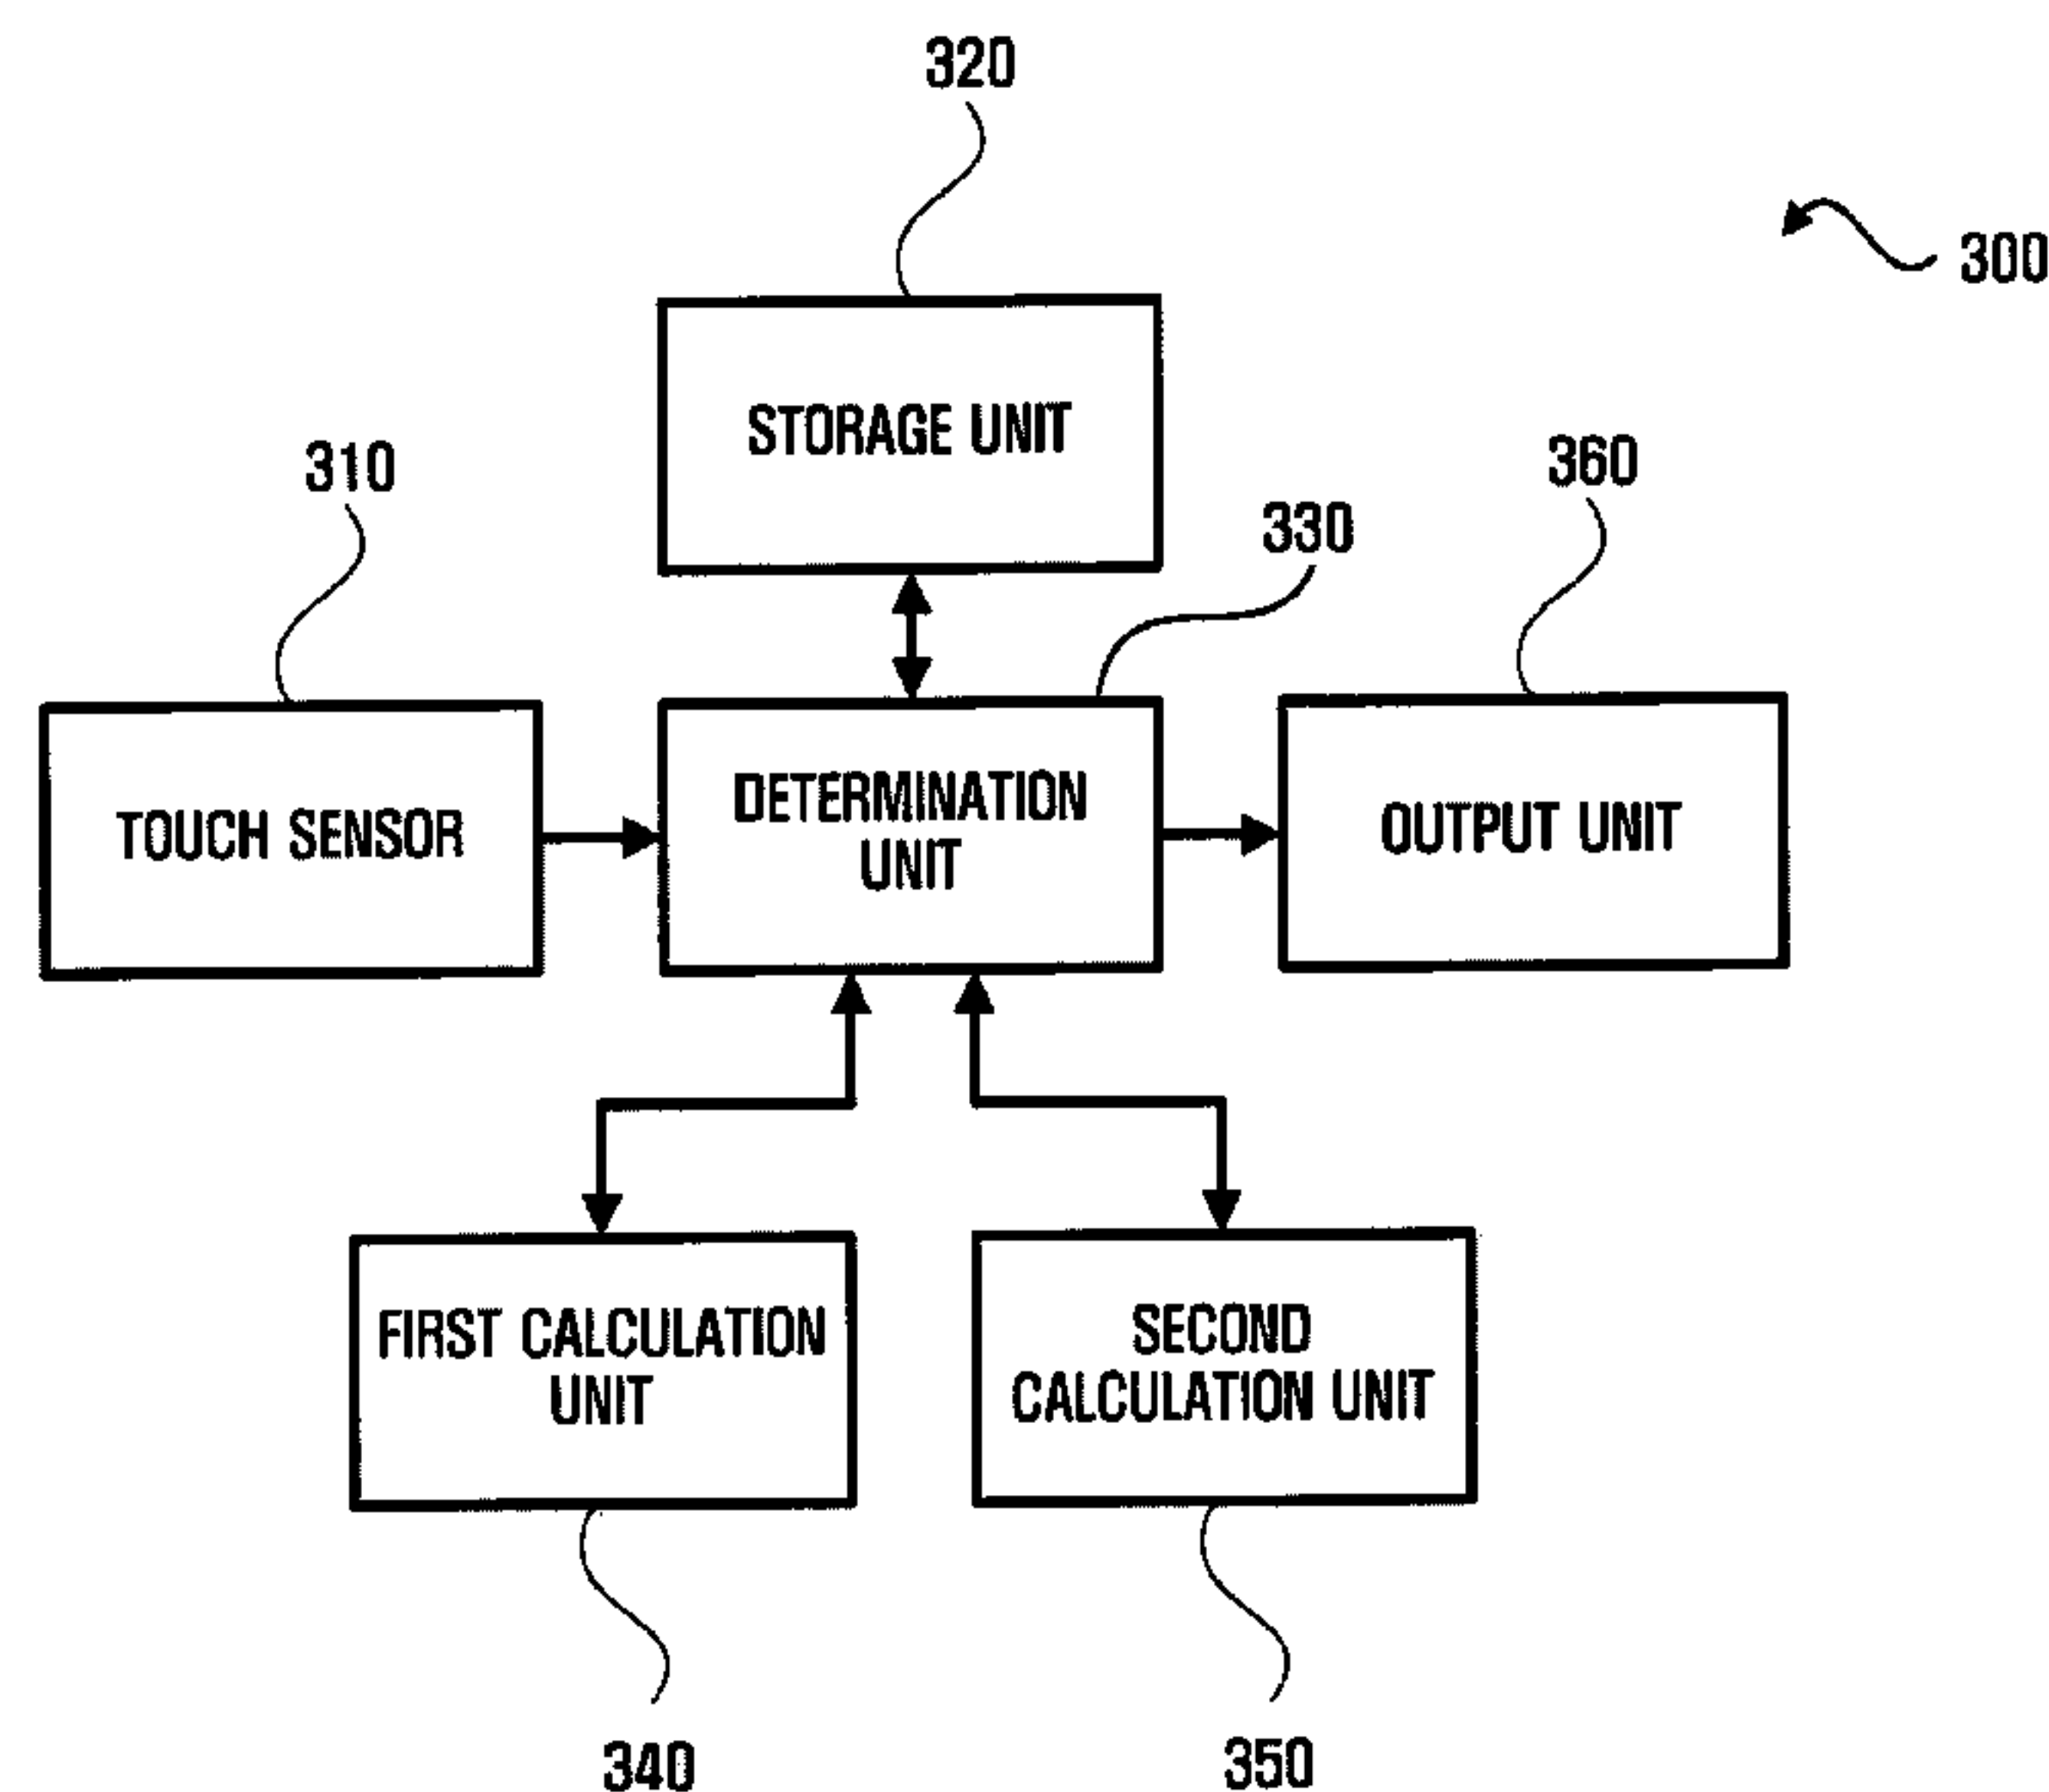 320
300
STORAGE UNIT
310
360
330
TOUCH SENSOR
DETERMINATION
UNIT
OUTPUT UNIT
FIRST CALCULATION
UNIT
SECOND
CALCULATION UNIT
340
350